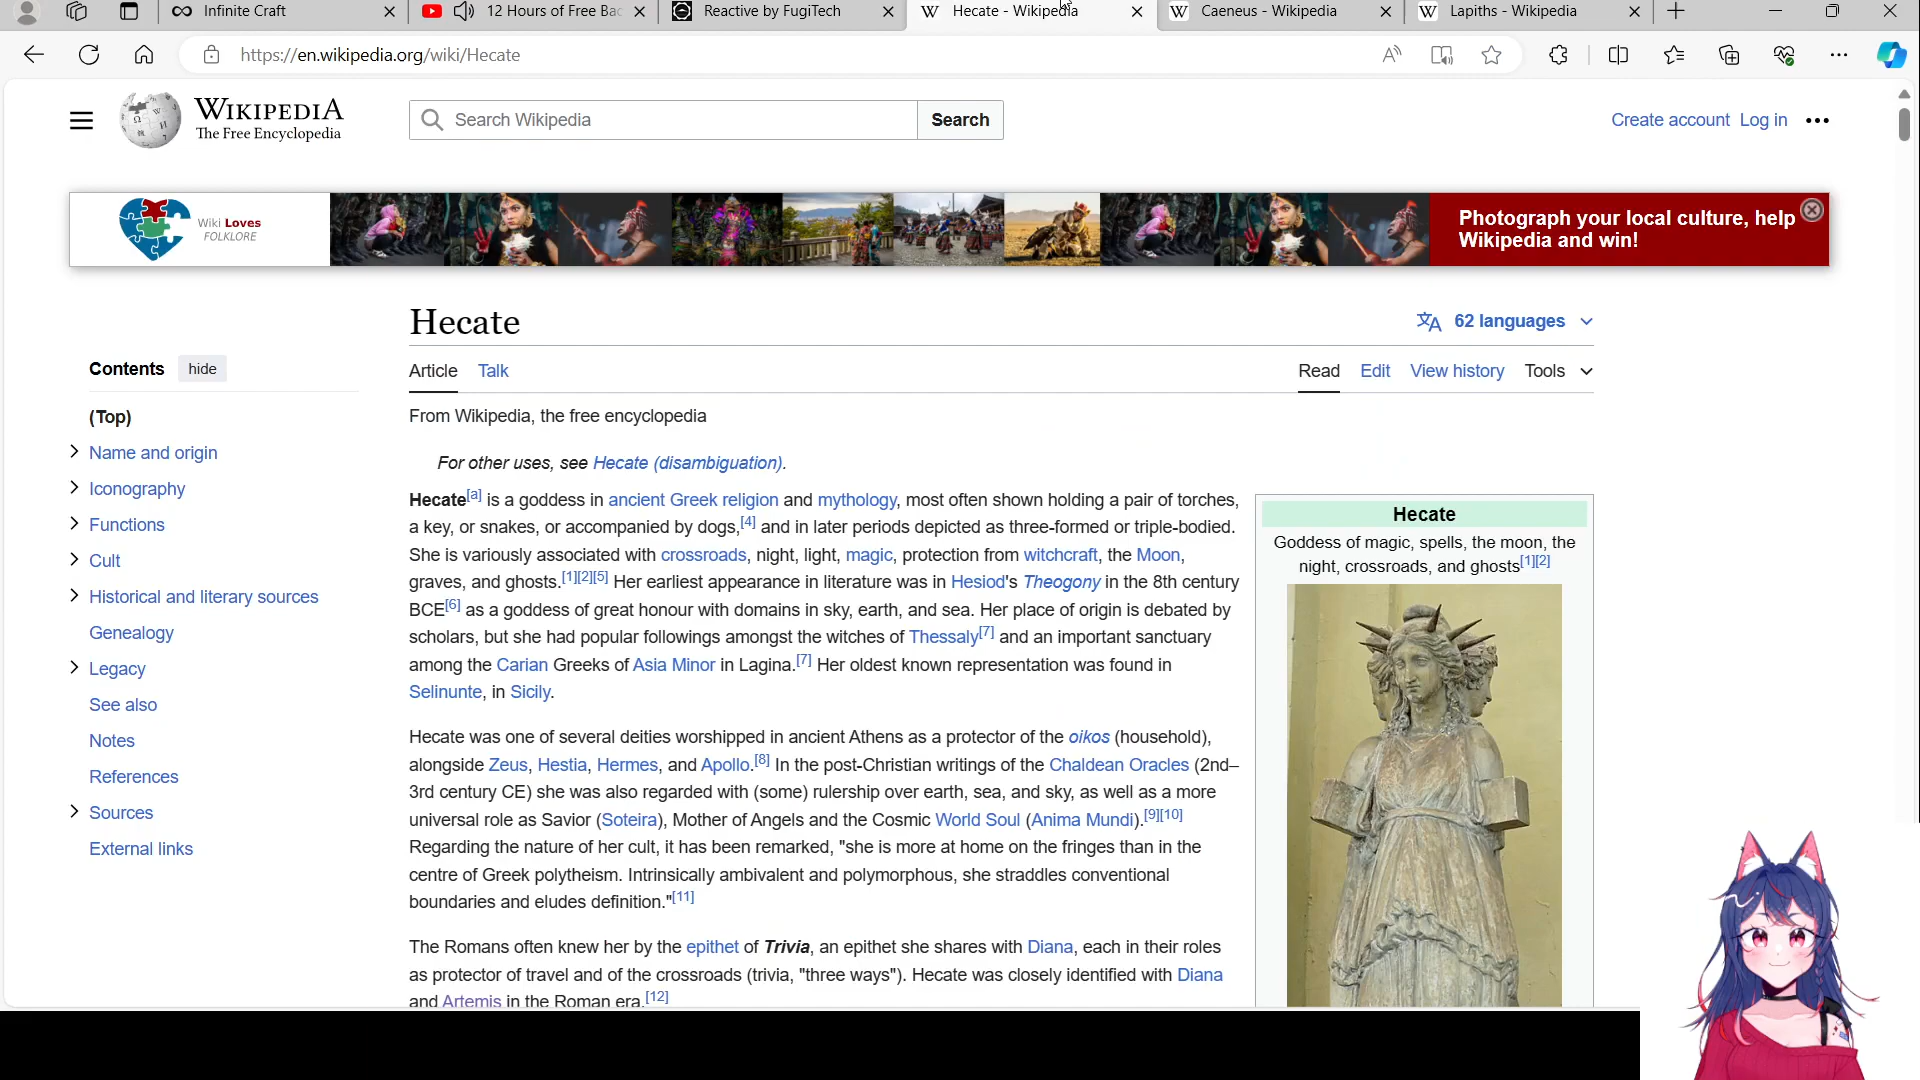 Infinite Craft
12 Hours of Free Bac
Reactive by FugiTech
Hecate - Wikipedia
Caeneus - Wikipedia
Lapiths - Wikipedia
https://en.wikipedia.org/wiki/Hecate
WIKIPEDIA
The Free Encyclopedia
Search Wikipedia
Search
Create account
Log in
Wiki Loves
FOLKLORE
Photograph your local culture, help
Wikipedia and win!
Hecate
62 languages
Contents
hide
Article
Talk
Read
Edit
View history
Tools
(Top)
Name and origin
Iconography
Functions
Cult
Historical and literary sources
Genealogy
Legacy
See also
Notes
References
Sources
External links
From Wikipedia, the free encyclopedia
For other uses, see Hecate (disambiguation).
Hecate[a] is a goddess in ancient Greek religion and mythology, most often shown holding a pair of torches,
a key, or snakes, or accompanied by dogs,[4] and in later periods depicted as three-formed or triple-bodied.
She is variously associated with crossroads, night, light, magic, protection from witchcraft, the Moon,
graves, and ghosts.[1][2][5] Her earliest appearance in literature was in Hesiod's Theogony in the 8th century
BCE[6] as a goddess of great honour with domains in sky, earth, and sea. Her place of origin is debated by
scholars, but she had popular followings amongst the witches of Thessaly[7] and an important sanctuary
among the Carian Greeks of Asia Minor in Lagina.[7] Her oldest known representation was found in
Selinunte, in Sicily.
Hecate was one of several deities worshipped in ancient Athens as a protector of the oikos (household),
alongside Zeus, Hestia, Hermes, and Apollo.[8] In the post-Christian writings of the Chaldean Oracles (2nd–
3rd century CE) she was also regarded with (some) rulership over earth, sea, and sky, as well as a more
universal role as Savior (Soteira), Mother of Angels and the Cosmic World Soul (Anima Mundi).[9][10]
Regarding the nature of her cult, it has been remarked, "she is more at home on the fringes than in the
centre of Greek polytheism. Intrinsically ambivalent and polymorphous, she straddles conventional
boundaries and eludes definition."[11]
The Romans often knew her by the epithet of Trivia, an epithet she shares with Diana, each in their roles
as protector of travel and of the crossroads (trivia, "three ways"). Hecate was closely identified with Diana
and Artemis in the Roman era.[12]
Hecate
Goddess of magic, spells, the moon, the
night, crossroads, and ghosts[1][2]